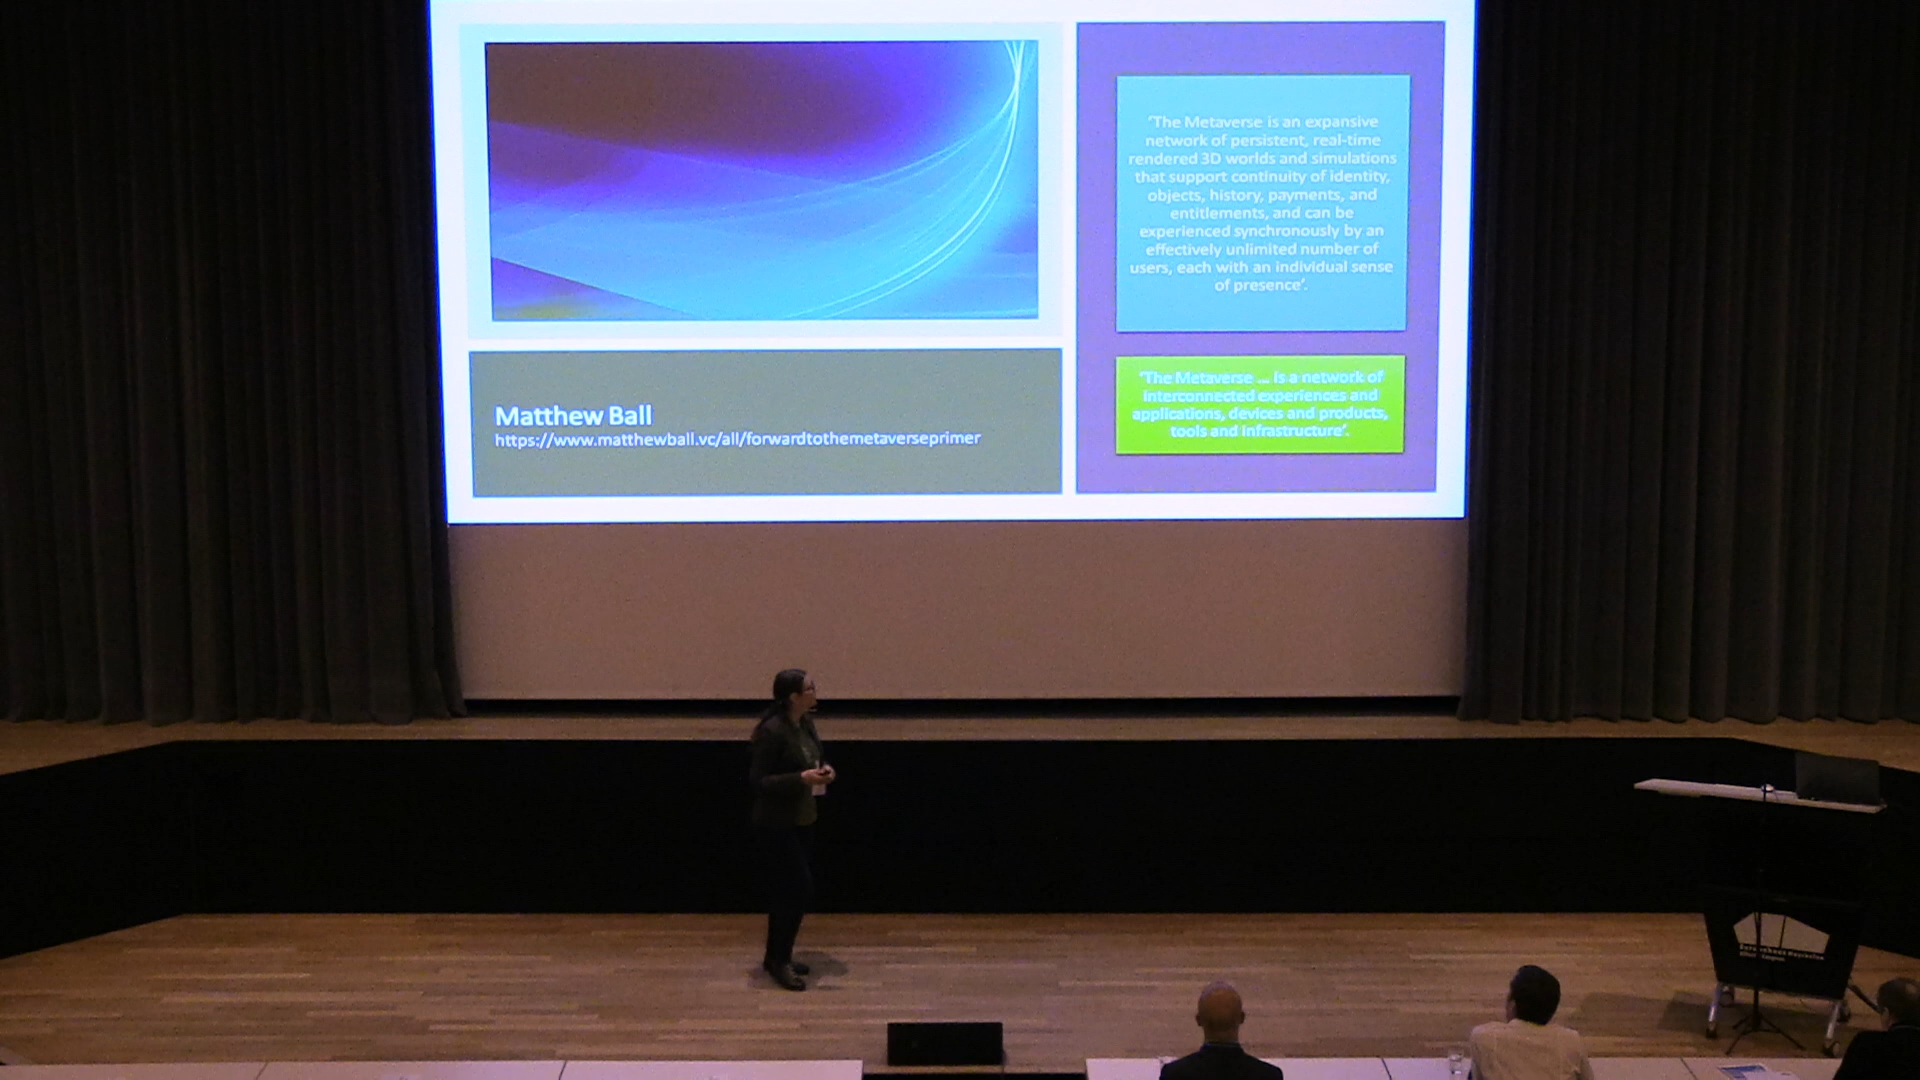 Matthew Ball
https://www.matthewball.vc/all/forwardtothemetaverseprimer
'The Metaverse is an expansive
network of persistent, real-time
rendered 3D worlds and simulations
that support continuity of identity,
objects, history, payments, and
entitlements, and can be
experienced synchronously by an
effectively unlimited number of
users, each with an individual sense
of presence'.
'The Metaverse ... is a network of
interconnected experiences and
applications, devices and products,
tools and infrastructure'.